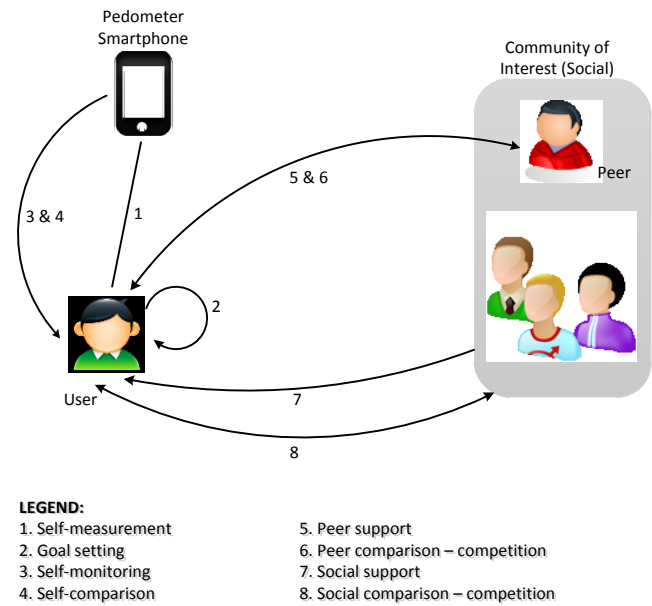 Pedometer
Smartphone
Community of
Interest (Social)
Peer
5 & 6
3 & 4
1
2
User
7
8
LEGEND:
1. Self-measurement
2. Goal setting
3. Self-monitoring
4. Self-comparison
5. Peer support
6. Peer comparison – competition
7. Social support
8. Social comparison – competition